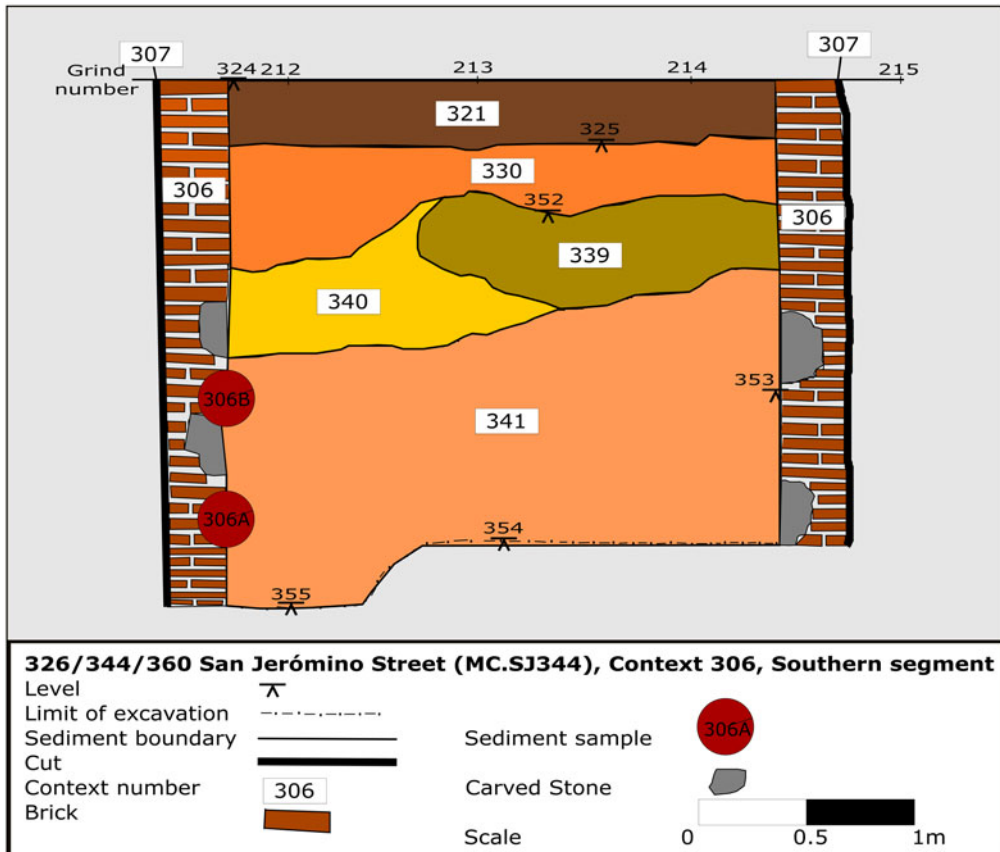 307
307
Grind
number
324 212
213
214
215
321
325
330
306
352
306
339
340
353
306B
341
306A
354
355
326/344/360 San Jerómino Street (MC.SJ344), Context 306, Southern segment
Level
Limit of excavation
Sediment boundary
Cut
Context number
306
Brick
Sediment sample
306A
Carved Stone
Scale
0
0.5
1m